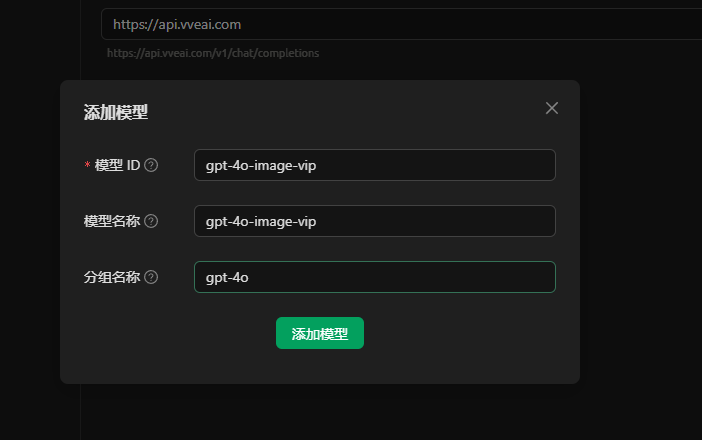 https://api.vveai.com
https://api.vveai.com/v1/chat/completions
添加模型
* 模型 ID ?
gpt-4o-image-vip
模型名称 ?
gpt-4o-image-vip
分组名称 ?
gpt-4o
添加模型